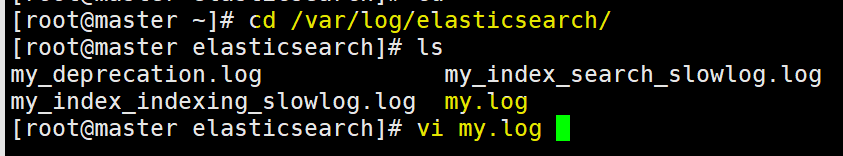 [root@master ~]# cd /var/log/elasticsearch/
[root@master elasticsearch]# ls
my_deprecation.log my_index_search_slowlog.log
my_index_indexing_slowlog.log my.log
[root@master elasticsearch]# vi my.log